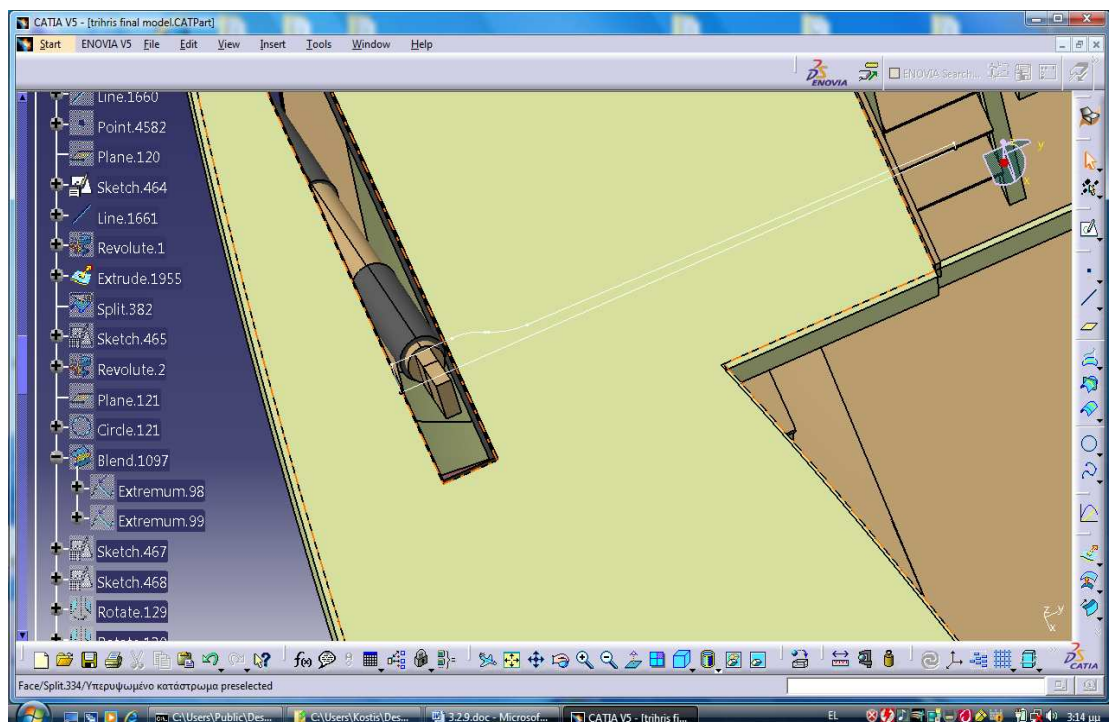 CATIA V5 - [trihris final model.CATPart]
Start ENOVIA V5 File Edit View Insert Tools Window Help
ENOVIA
ENOVIA Search...
Line.1660
Point.4582
Plane.120
Sketch.464
Line.1661
Revolute.1
Extrude.1955
Split.382
Sketch.465
Revolute.2
Plane.121
Circle.121
Blend.1097
Extremum.98
Extremum.99
Sketch.467
Sketch.468
Rotate.129
y
x
z y
x
f(x)
CATIA
Face/Split.334/Υπερυψωμένο κατάστρωμα preselected
C:\Users\Public\Des... C:\Users\Kostis\Des... 3.2.9.doc - Microsof... CATIA V5 - [trihris fi... EL 3:14 μμ